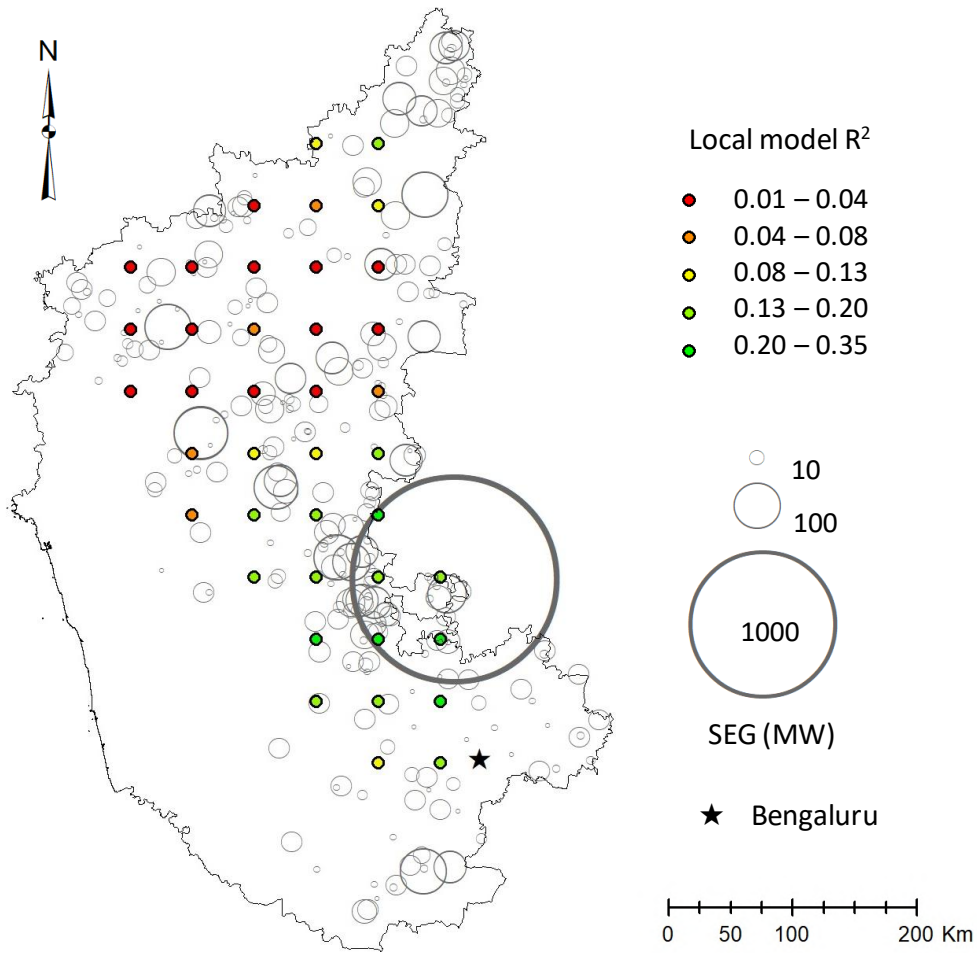 N
Local model R²
0.01 – 0.04
0.04 – 0.08
0.08 – 0.13
0.13 – 0.20
0.20 – 0.35
10
100
1000
SEG (MW)
Bengaluru
0 50 100 200 Km